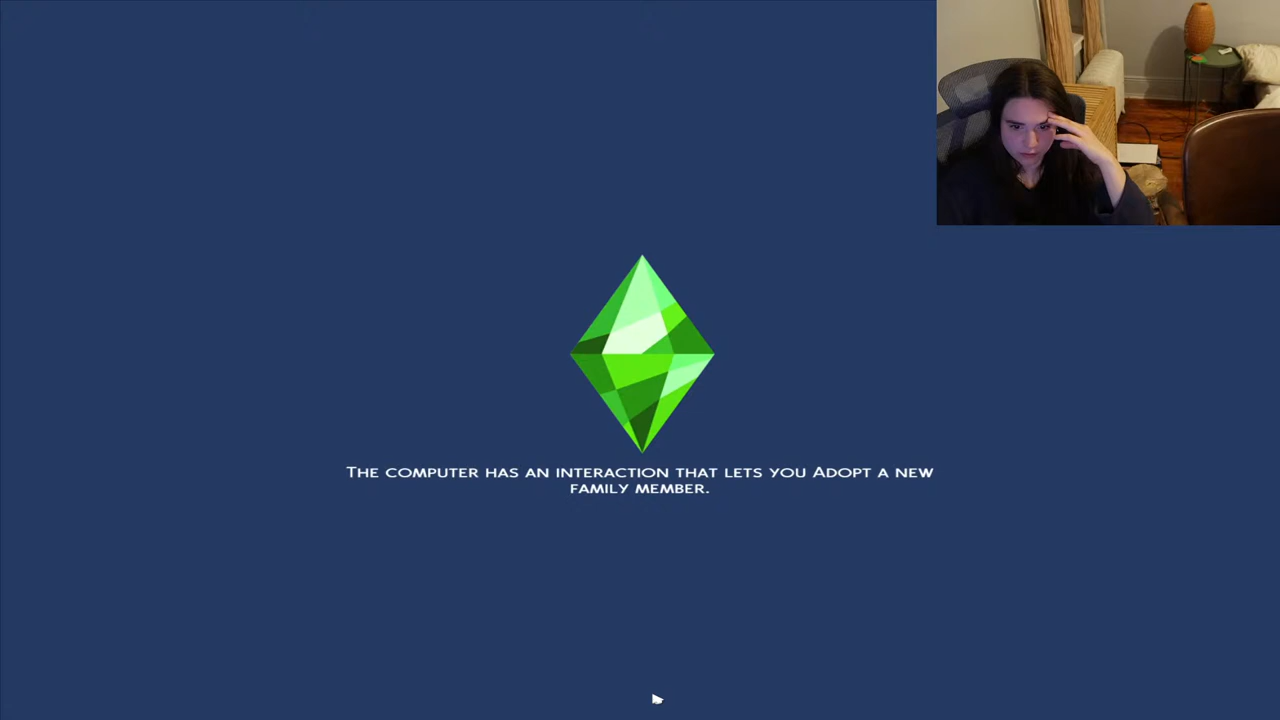 THE COMPUTER HAS AN INTERACTION THAT LETS YOU ADOPT A NEW
FAMILY MEMBER.